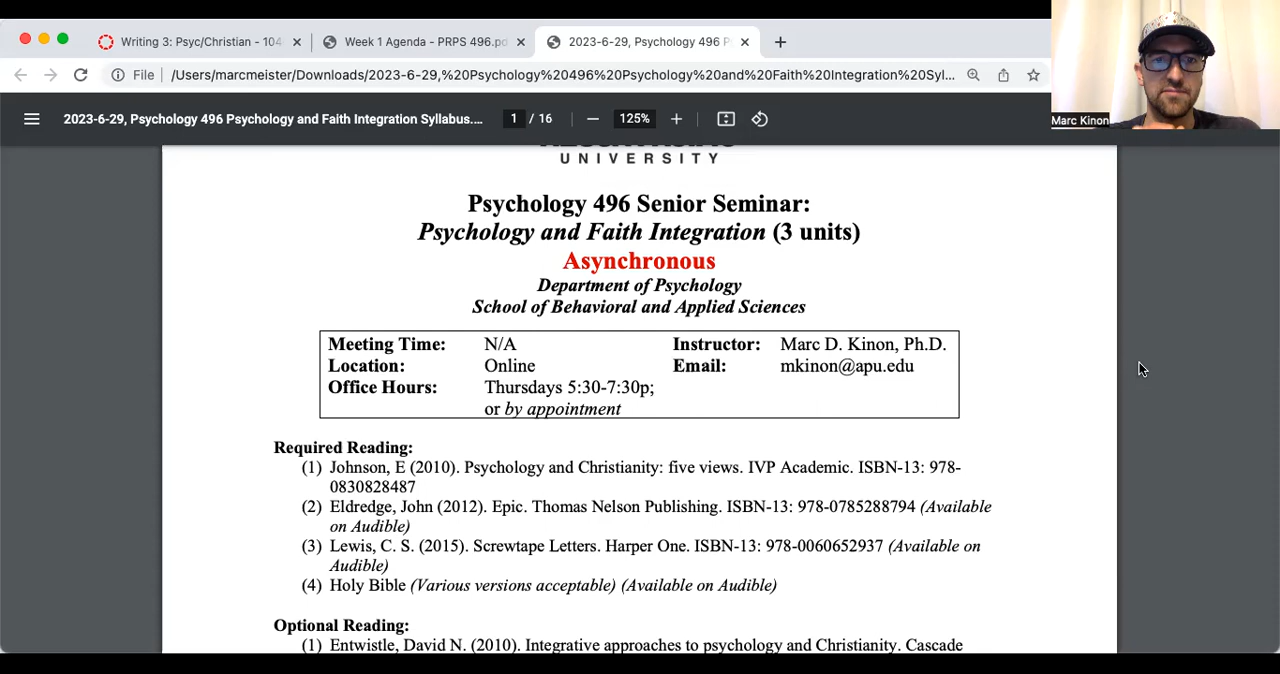 Writing 3: Psyc/Christian - 104
Week 1 Agenda - PRPS 496.pd
2023-6-29, Psychology 496 P
File
/Users/marcmeister/Downloads/2023-6-29,%20Psychology%20496%20Psychology%20and%20Faith%20Integration%20Syl...
Marc Kinon
2023-6-29, Psychology 496 Psychology and Faith Integration Syllabus....
1 / 16
125%
UNIVERSITY
Psychology 496 Senior Seminar:
Psychology and Faith Integration (3 units)
Asynchronous
Department of Psychology
School of Behavioral and Applied Sciences
Meeting Time: N/A Instructor: Marc D. Kinon, Ph.D.
Location: Online Email: mkinon@apu.edu
Office Hours: Thursdays 5:30-7:30p;
or by appointment
Required Reading:
(1) Johnson, E (2010). Psychology and Christianity: five views. IVP Academic. ISBN-13: 978-
0830828487
(2) Eldredge, John (2012). Epic. Thomas Nelson Publishing. ISBN-13: 978-0785288794 (Available
on Audible)
(3) Lewis, C. S. (2015). Screwtape Letters. Harper One. ISBN-13: 978-0060652937 (Available on
Audible)
(4) Holy Bible (Various versions acceptable) (Available on Audible)
Optional Reading:
(1) Entwistle, David N. (2010). Integrative approaches to psychology and Christianity. Cascade